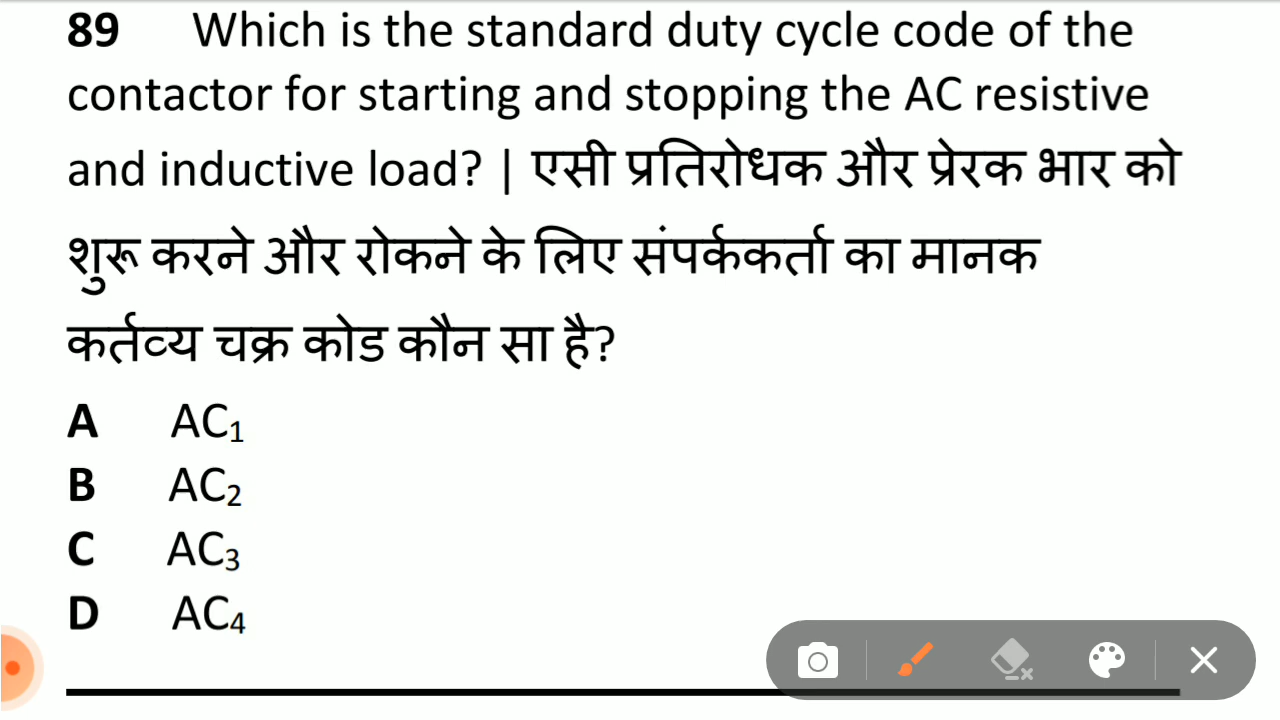 89 Which is the standard duty cycle code of the
contactor for starting and stopping the AC resistive
and inductive load? | एसी प्रतिरोधक और प्रेरक भार को
शुरू करने और रोकने के लिए संपर्ककर्ता का मानक
कर्तव्य चक्र कोड कौन सा है?
A AC₁
B AC₂
C AC₃
D AC₄